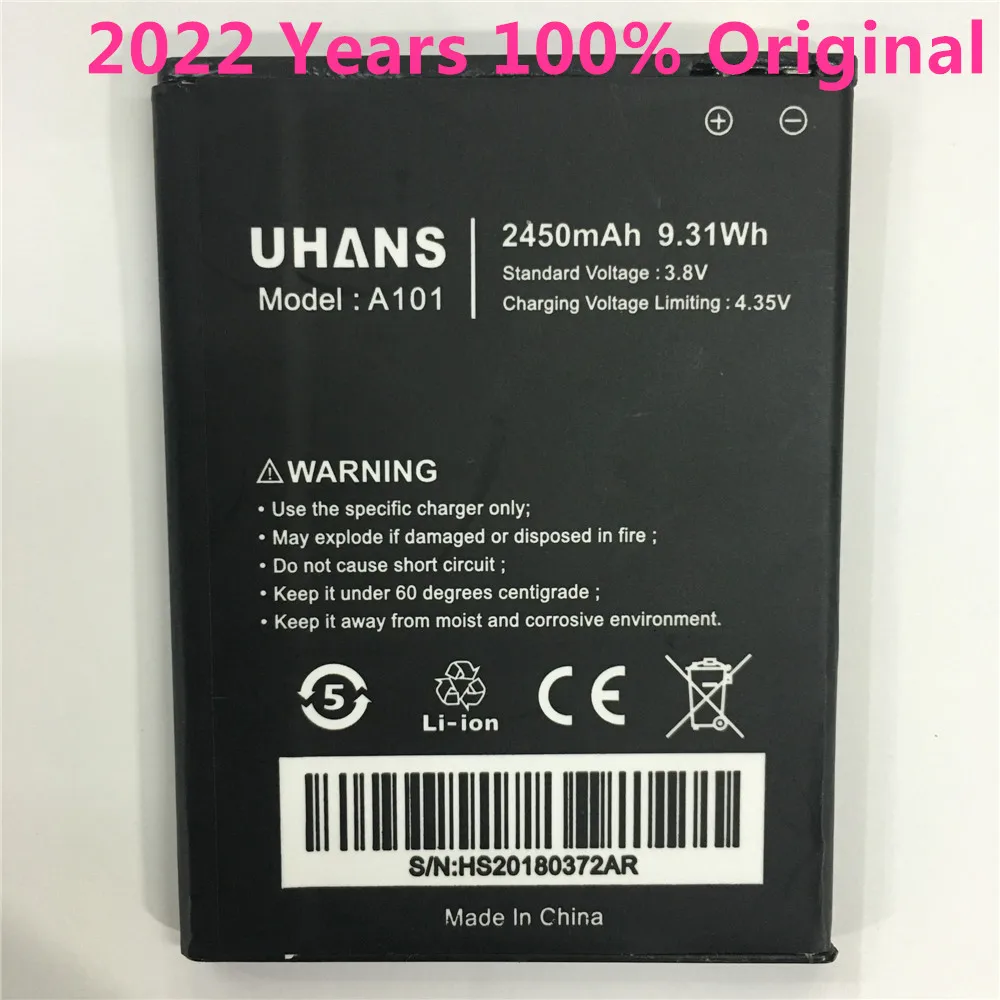 2022 Years 100% Original
UHANS
Model : A101
2450mAh 9.31Wh
Standard Voltage : 3.8V
Charging Voltage Limiting : 4.35V
WARNING
• Use the specific charger only;
• May explode if damaged or disposed in fire ;
• Do not cause short circuit ;
• Keep it under 60 degrees centigrade ;
• Keep it away from moist and corrosive environment.
5
Li-ion
CE
S/N:HS20180372AR
Made In China